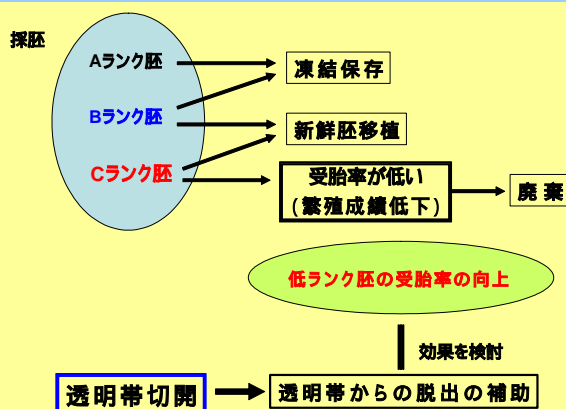 採胚
Aランク胚
凍結保存
Bランク胚
新鮮胚移植
Cランク胚
受胎率が低い
(繁殖成績低下)
廃棄
低ランク胚の受胎率の向上
効果を検討
透明帯切開
透明帯からの脱出の補助